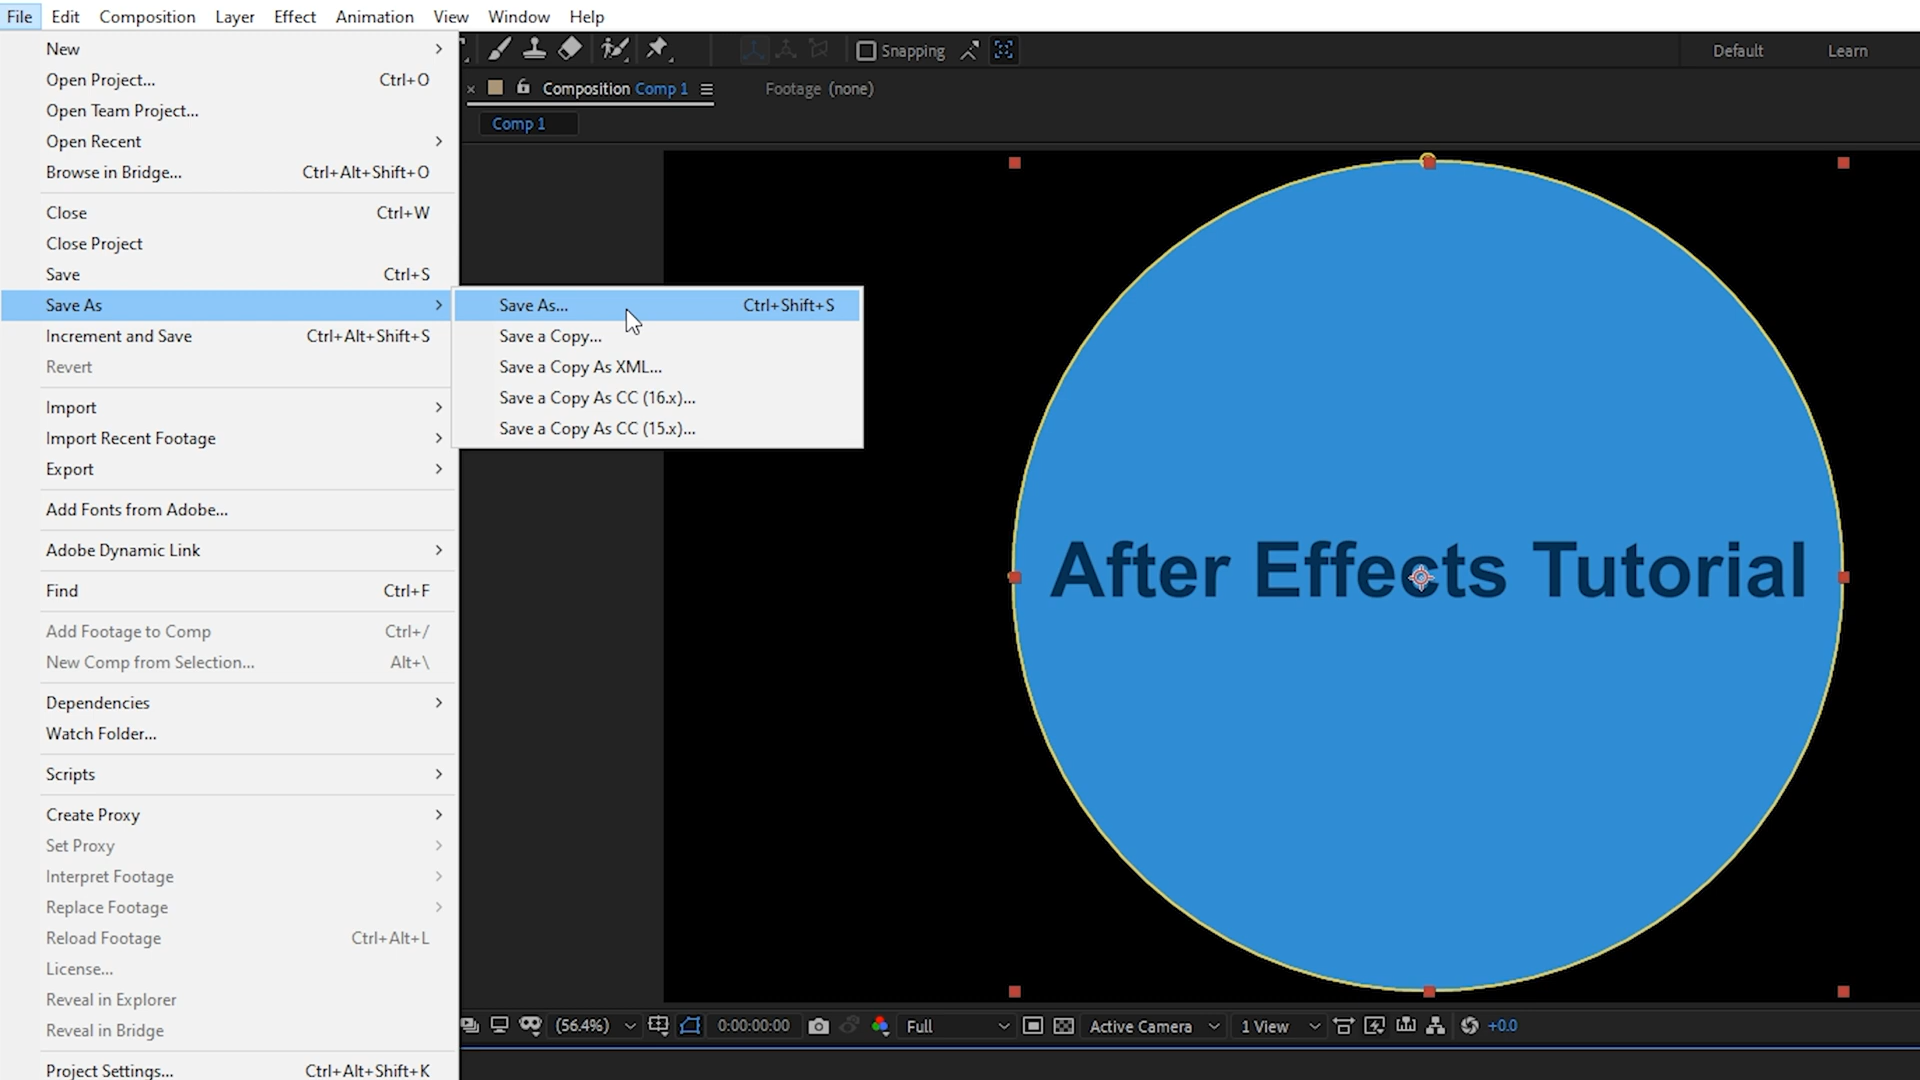 File Edit Composition Layer Effect Animation View Window Help
New
Open Project... Ctrl+O
Open Team Project...
Open Recent
Browse in Bridge... Ctrl+Alt+Shift+O
Close Ctrl+W
Close Project
Save Ctrl+S
Save As
Increment and Save Ctrl+Alt+Shift+S
Revert
Import
Import Recent Footage
Export
Add Fonts from Adobe...
Adobe Dynamic Link
Find Ctrl+F
Add Footage to Comp Ctrl+/
New Comp from Selection... Alt+\
Dependencies
Watch Folder...
Scripts
Create Proxy
Set Proxy
Interpret Footage
Replace Footage
Reload Footage Ctrl+Alt+L
License...
Reveal in Explorer
Reveal in Bridge
Project Settings... Ctrl+Alt+Shift+K
Save As... Ctrl+Shift+S
Save a Copy...
Save a Copy As XML...
Save a Copy As CC (16.x)...
Save a Copy As CC (15.x)...
Snapping Default Learn
Composition Comp 1 Footage (none)
Comp 1
After Effects Tutorial
(56.4%) 0:00:00:00 Full Active Camera 1 View +0.0